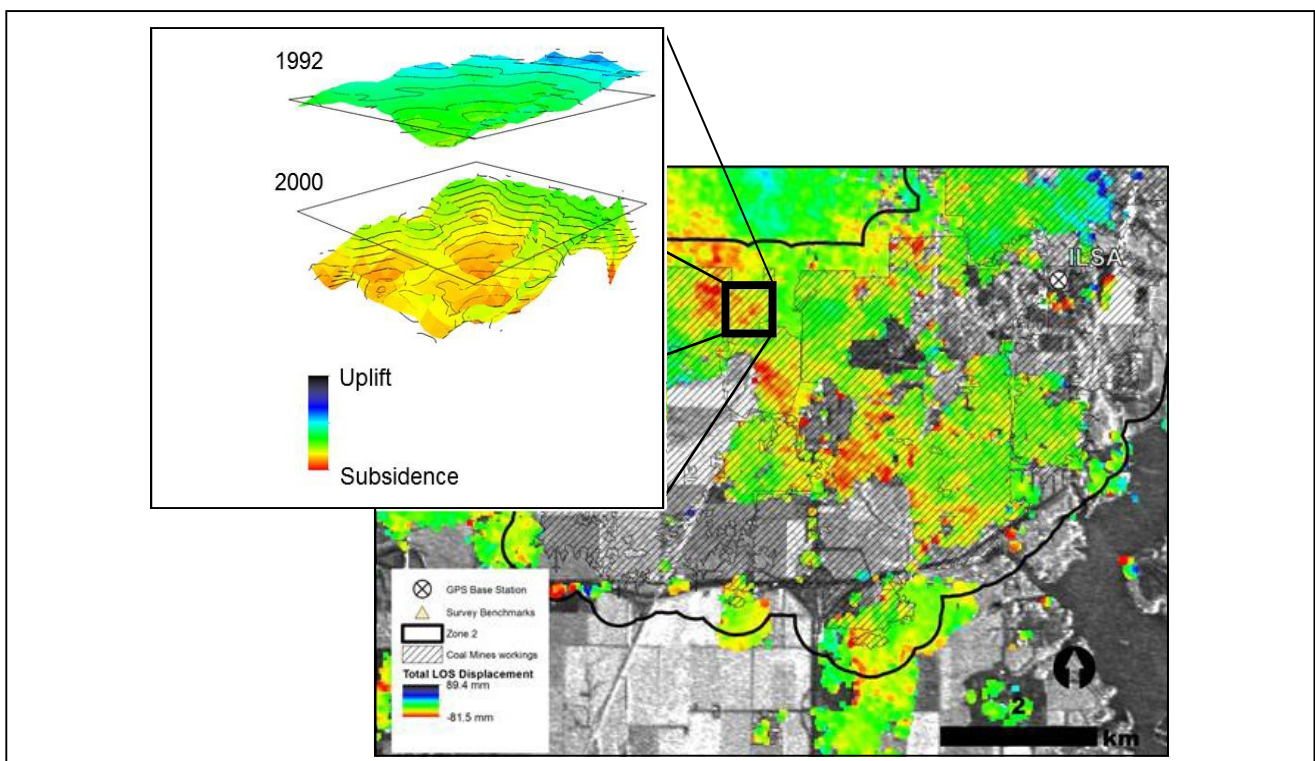 1992
2000
Uplift
Subsidence
ILSA
GPS Base Station
Survey Benchmarks
Zone 2
Coal Mines workings
Total LOS Displacement
89.4 mm
-81.5 mm
2
km